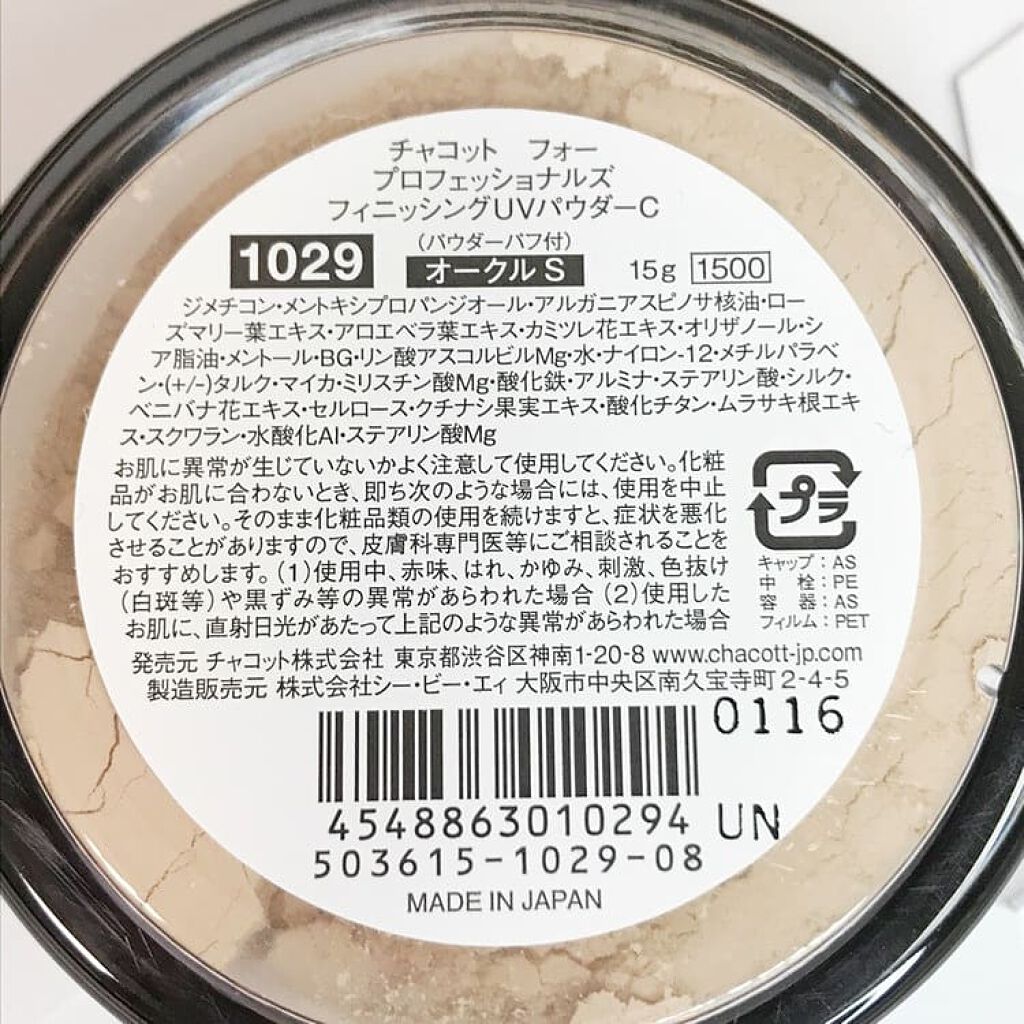 チャコット フォー
プロフェッショナルズ
フィニッシングUVパウダーC
(パウダーパフ付)
1029 オークル S 15g 1500
ジメチコン・メントキシプロパンジオール・アルガニアスピノサ核油・ロー
ズマリー葉エキス・アロエベラ葉エキス・カミツレ花エキス・オリザノール・シ
ア脂油・メントール・BG・リン酸アスコルビルMg・水・ナイロン-12・メチルパラベ
ン・(+/-)タルク・マイカ・ミリスチン酸Mg・酸化鉄・アルミナ・ステアリン酸・シルク・
ベニバナ花エキス・セルロース・クチナシ果実エキス・酸化チタン・ムラサキ根エキ
ス・スクワラン・水酸化Al・ステアリン酸Mg
お肌に異常が生じていないかよく注意して使用してください。化粧
品がお肌に合わないとき、即ち次のような場合には、使用を中止
してください。そのまま化粧品類の使用を続けますと、症状を悪化
させることがありますので、皮膚科専門医等にご相談されることを
おすすめします。(1)使用中、赤味、はれ、かゆみ、刺激、色抜け
(白斑等)や黒ずみ等の異常があらわれた場合 (2)使用した
お肌に、直射日光があたって上記のような異常があらわれた場合
プラ
キャップ:AS
中 栓:PE
容 器:AS
フィルム:PET
発売元 チャコット株式会社 東京都渋谷区神南1-20-8 www.chacott-jp.com
製造販売元 株式会社シー・ビー・エィ 大阪市中央区南久宝寺町2-4-5
0116
4548863010294 UN
503615-1029-08
MADE IN JAPAN